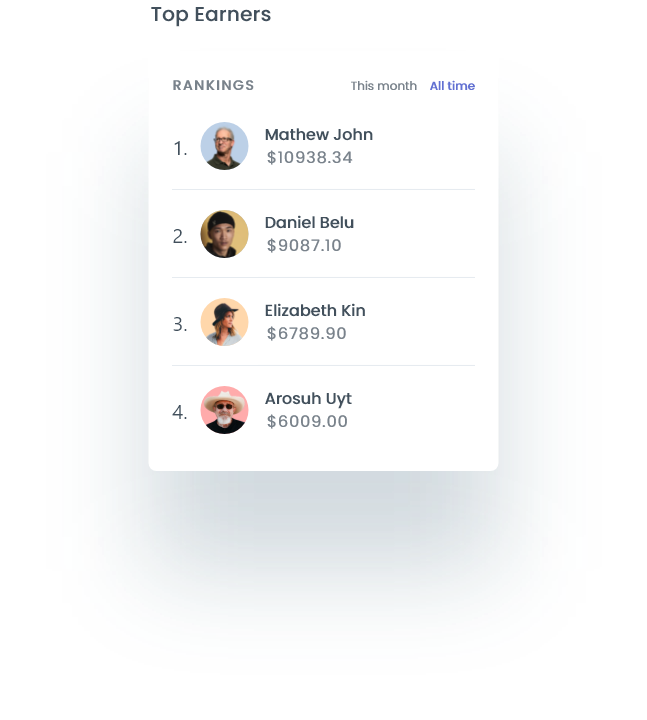 Top Earners
RANKINGS This month All time
1. Mathew John
$10938.34
2. Daniel Belu
$9087.10
3. Elizabeth Kin
$6789.90
4. Arosuh Uyt
$6009.00